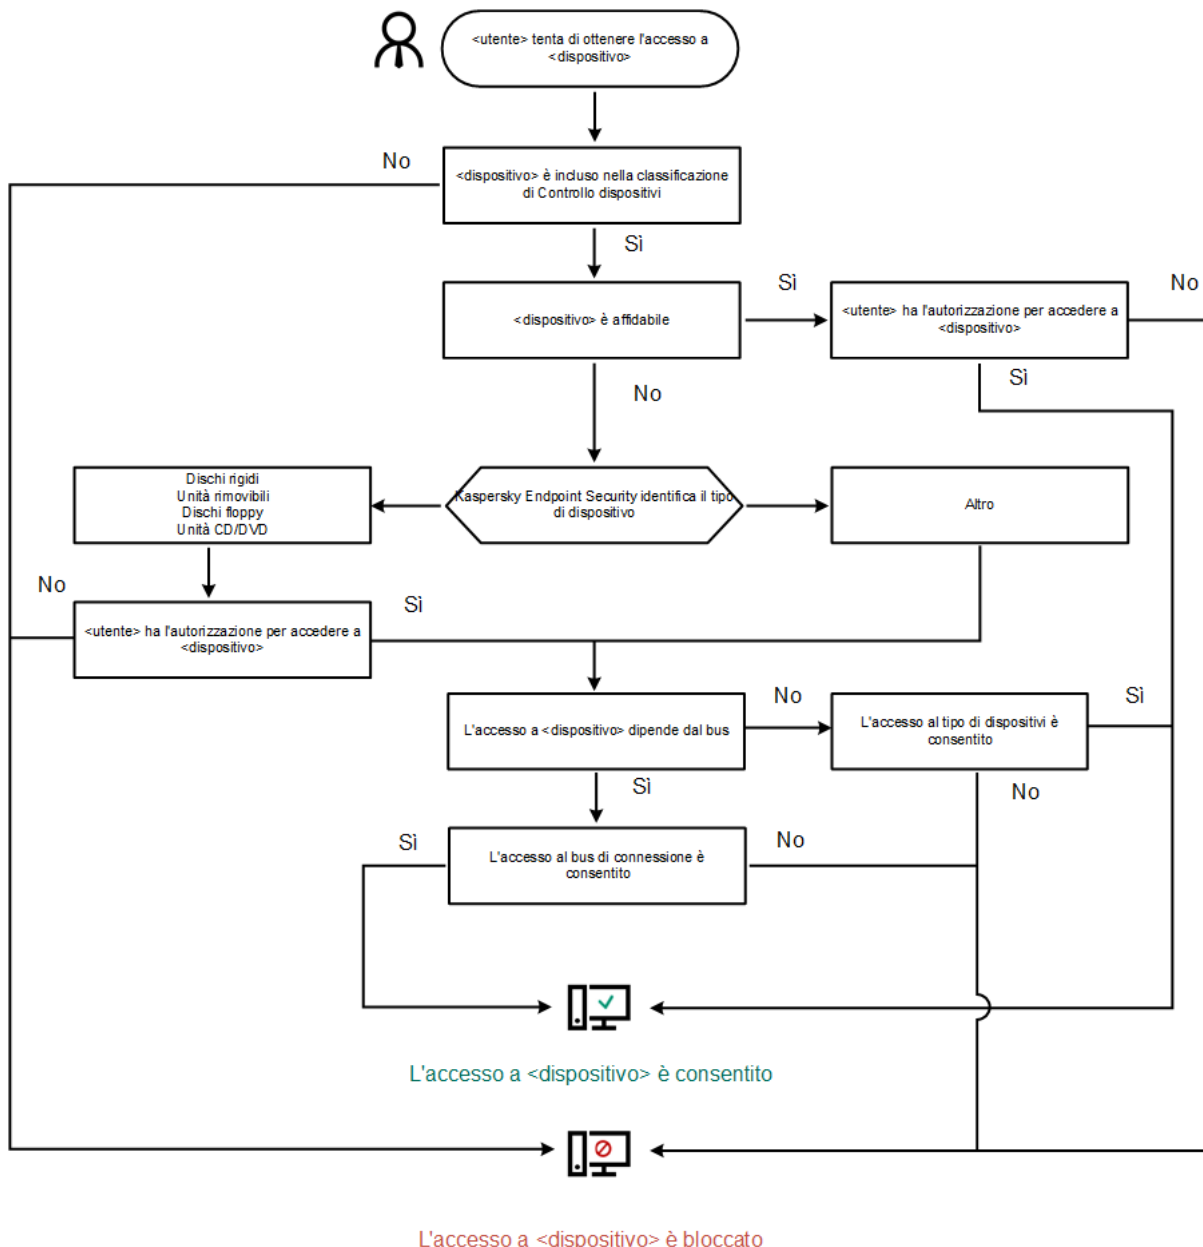 <utente> tenta di ottenere l'accesso a
<dispositivo>
No
<dispositivo> è incluso nella classificazione
di Controllo dispositivi
Sì
<dispositivo> è affidabile
Sì
<utente> ha l'autorizzazione per accedere a
<dispositivo>
No
No
Sì
Dischi rigidi
Unità rimovibili
Dischi floppy
Unità CD/DVD
Kaspersky Endpoint Security identifica il tipo
di dispositivo
Altro
No
<utente> ha l'autorizzazione per accedere a
<dispositivo>
Sì
L'accesso a <dispositivo> dipende dal bus
No
L'accesso al tipo di dispositivi è
consentito
Sì
Sì
No
Sì
L'accesso al bus di connessione è
consentito
No
L'accesso a <dispositivo> è consentito
L'accesso a <dispositivo> è bloccato